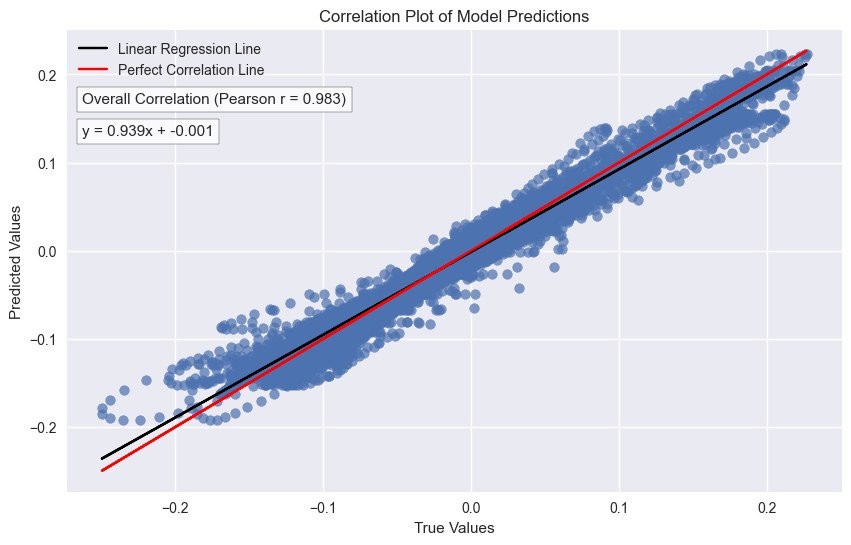 Correlation Plot of Model Predictions
Linear Regression Line
Perfect Correlation Line
Overall Correlation (Pearson r = 0.983)
y = 0.939x + -0.001
0.2
0.1
0.0
−0.1
−0.2
Predicted Values
−0.2 −0.1 0.0 0.1 0.2
True Values